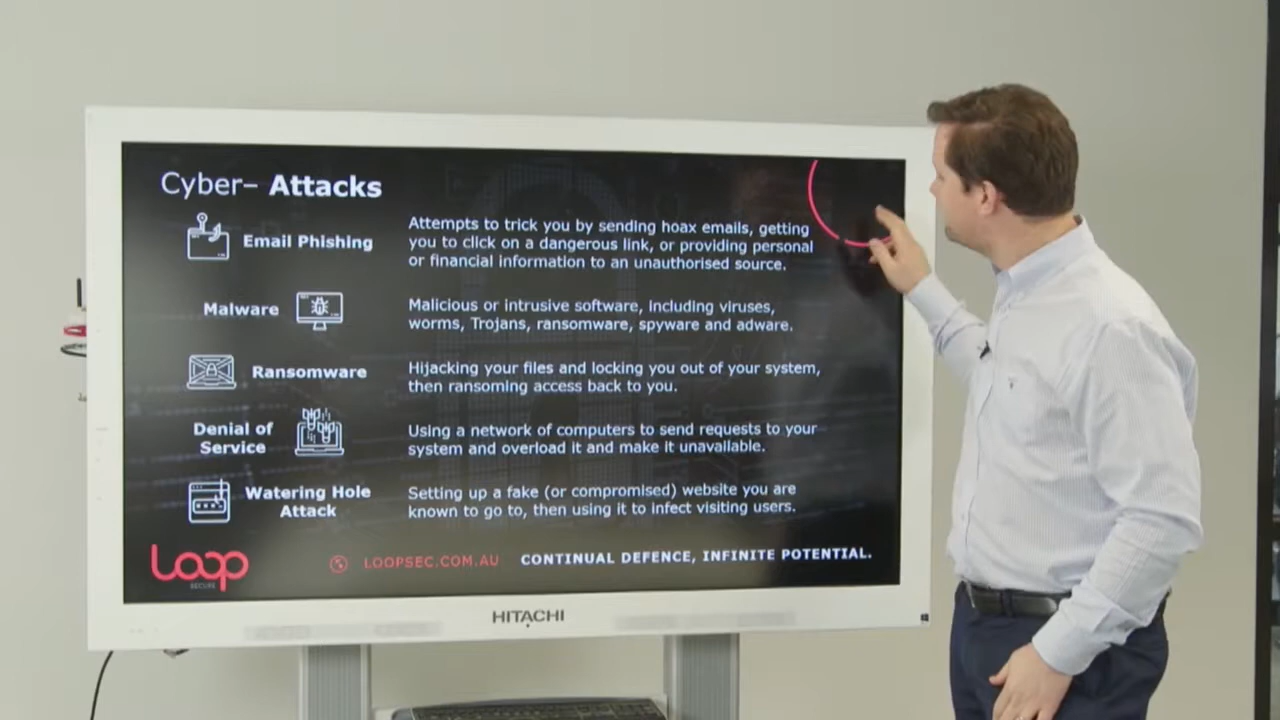 Cyber– Attacks
Email Phishing
Attempts to trick you by sending hoax emails, getting
you to click on a dangerous link, or providing personal
or financial information to an unauthorised source.
Malware
Malicious or intrusive software, including viruses,
worms, Trojans, ransomware, spyware and adware.
Ransomware
Hijacking your files and locking you out of your system,
then ransoming access back to you.
Denial of
Service
Using a network of computers to send requests to your
system and overload it and make it unavailable.
Watering Hole
Attack
Setting up a fake (or compromised) website you are
known to go to, then using it to infect visiting users.
Loop
SECURE
LOOPSEC.COM.AU
CONTINUAL DEFENCE, INFINITE POTENTIAL.
HITACHI